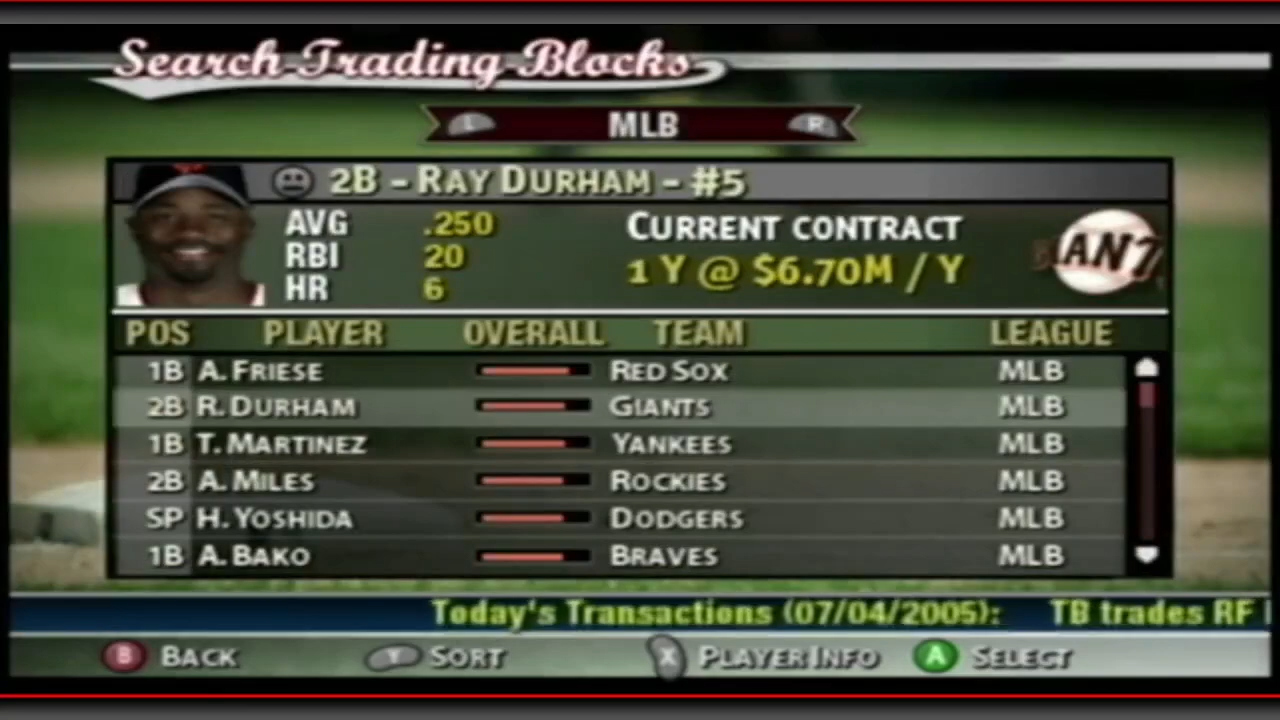 Search Trading Blocks
L MLB R
2B - RAY DURHAM - #5
AVG .250 CURRENT CONTRACT
RBI 20 1 Y @ $6.70M / Y
HR 6
POS PLAYER OVERALL TEAM LEAGUE
1B A. FRIESE RED SOX MLB
2B R. DURHAM GIANTS MLB
1B T. MARTINEZ YANKEES MLB
2B A. MILES ROCKIES MLB
SP H. YOSHIDA DODGERS MLB
1B A. BAKO BRAVES MLB
Today's Transactions (07/04/2005): TB trades RF
B BACK Y SORT X PLAYER INFO A SELECT